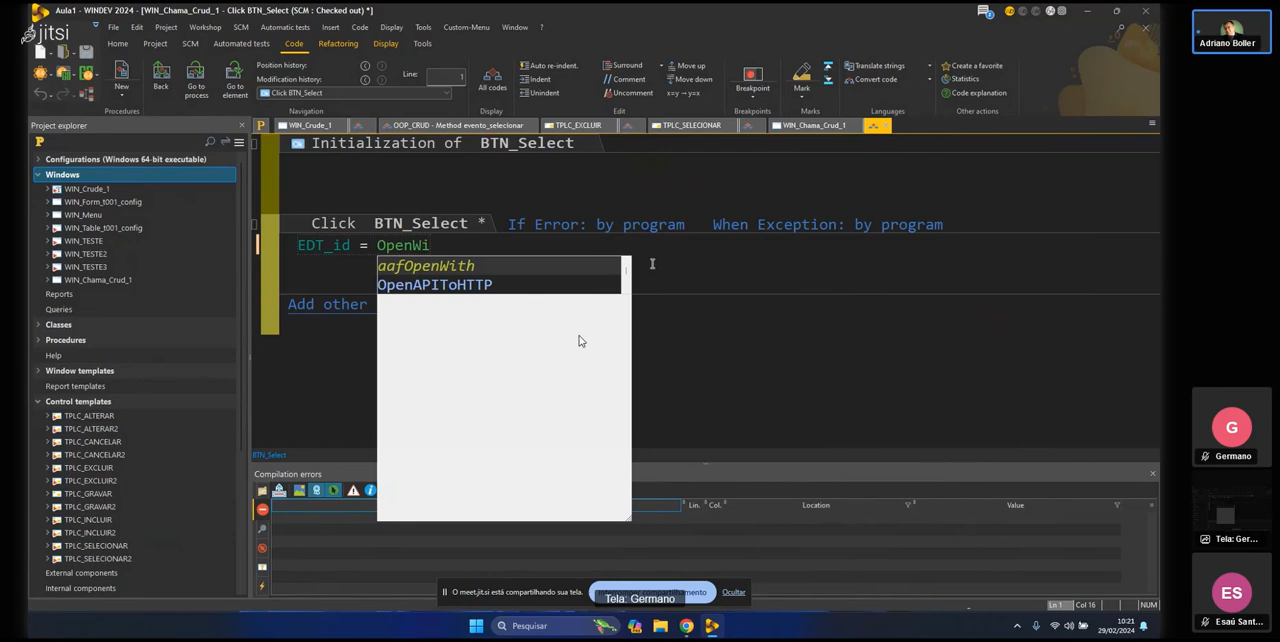 Aula1 - WINDEV 2024 - [WIN_Chama_Crud_1 - Click BTN_Select (SCM : Checked out) *]
jitsi
File Edit Project Workshop SCM Automatic tests Insert Code Display Tools Custom-Menu Window ?
Home Project SCM Automated tests Code Refactoring Display Tools
New
Procedures
Back
Go to process
Go to element
Position history:
Modification history:
Click BTN_Select
Navigation
Line: 1
All codes
Display
Auto re-indent.
Indent
Unindent
Surround
Comment
Uncomment
Move up
Move down
x=y → y=x
Edit
Breakpoint
Breakpoints
Mark
Marks
Translate strings
Convert code
Languages
Create a favorite
Statistics
Code explanation
Other actions
Project explorer
WIN_Crude_1
OOP_CRUD - Method evento_selecionar
TPLC_EXCLUIR
TPLC_SELECIONAR
WIN_Chama_Crud_1
Configurations (Windows 64-bit executable)
Windows
WIN_Crude_1
WIN_Form_t001_config
WIN_Menu
WIN_Table_t001_config
WIN_TESTE
WIN_TESTE2
WIN_TESTE3
WIN_Chama_Crud_1
Reports
Queries
Classes
Procedures
Help
Window templates
Report templates
Control templates
TPLC_ALTERAR
TPLC_ALTERAR2
TPLC_CANCELAR
TPLC_CANCELAR2
TPLC_EXCLUIR
TPLC_EXCLUIR2
TPLC_GRAVAR
TPLC_GRAVAR2
TPLC_INCLUIR
TPLC_INCLUIR2
TPLC_SELECIONAR
TPLC_SELECIONAR2
External components
Internal components
Initialization of BTN_Select
Click BTN_Select * If Error: by program When Exception: by program
EDT_id = OpenWi
aafOpenWith
OpenAPIToHTTP
Add other
BTN_Select
Compilation errors
Lin. Col. Location Value
Ln 1 Col 16 NUM
O meet.jit.si está compartilhando sua tela.
Tela: Germano
Ocultar
Pesquisar
10:21
29/02/2024
Adriano Boller
G
Germano
Tela: Ger...
ES
Esaú Sant...